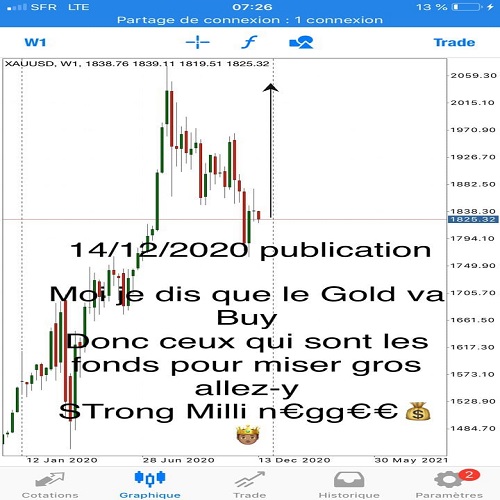 SFR LTE 07:26 13 %
Partage de connexion : 1 connexion
W1 f Trade
XAUUSD, W1, 1838.76 1839.11 1819.51 1825.32
2059.30
2015.10
1970.90
1926.70
1882.50
1838.30
1825.32
1794.10
1749.90
1705.70
1661.50
1617.30
1573.10
1528.90
1484.70
14/12/2020 publication
Moi je dis que le Gold va
Buy
Donc ceux qui sont les
fonds pour miser gros
allez-y
STrong Milli n€gg€€💰
🤴🏽
12 Jan 2020 28 Jun 2020 13 Dec 2020 30 May 2021
2
Cotations Graphique Trade Historique Paramètres